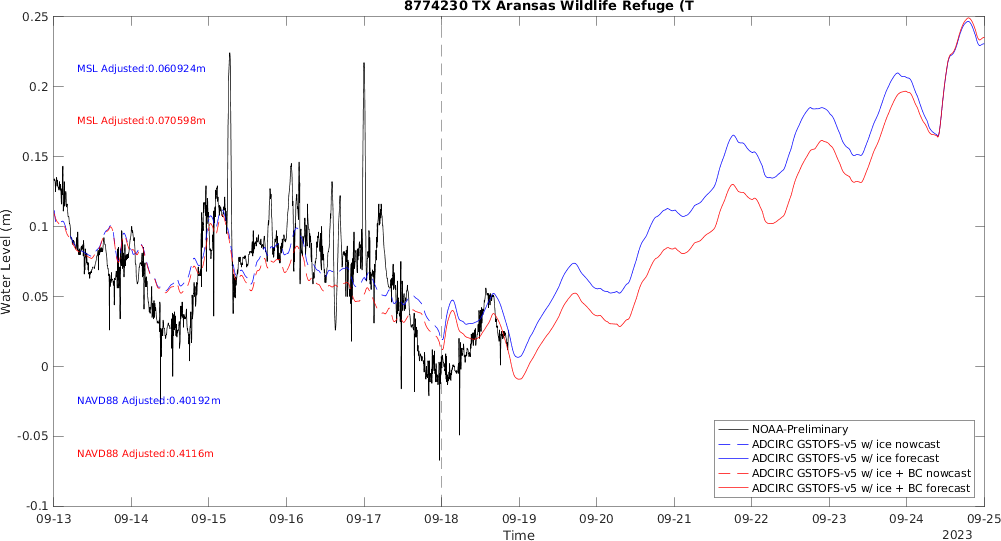 8774230 TX Aransas Wildlife Refuge (T
Water Level (m)
0.25
0.2
0.15
0.1
0.05
0
-0.05
-0.1
MSL Adjusted:0.060924m
MSL Adjusted:0.070598m
NAVD88 Adjusted:0.40192m
NAVD88 Adjusted:0.4116m
NOAA-Preliminary
ADCIRC GSTOFS-v5 w/ ice nowcast
ADCIRC GSTOFS-v5 w/ ice forecast
ADCIRC GSTOFS-v5 w/ ice + BC nowcast
ADCIRC GSTOFS-v5 w/ ice + BC forecast
09-13 09-14 09-15 09-16 09-17 09-18 09-19 09-20 09-21 09-22 09-23 09-24 09-25
Time
2023